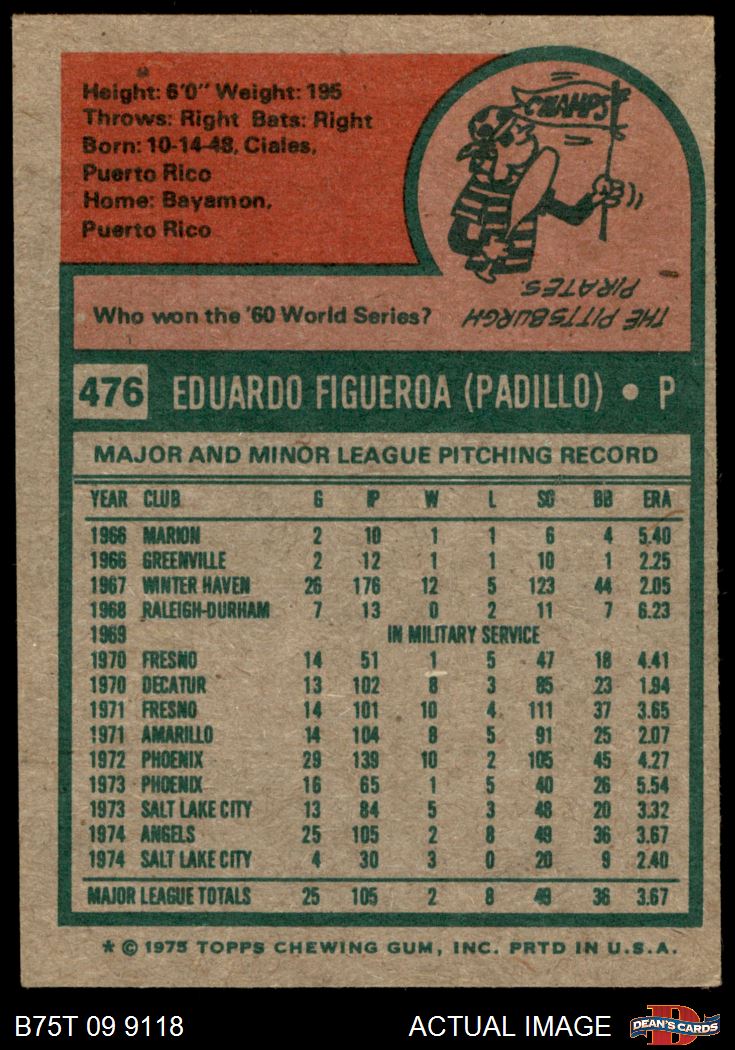 Height: 6'0" Weight: 195
Throws: Right Bats: Right
Born: 10-14-48, Ciales,
Puerto Rico
Home: Bayamon,
Puerto Rico
CHAMPS
Who won the '60 World Series?
THE PITTSBURGH
PIRATES.
476 EDUARDO FIGUEROA (PADILLO) • P
MAJOR AND MINOR LEAGUE PITCHING RECORD
YEAR CLUB G IP W L SO BB ERA
1966 MARION 2 10 1 1 6 4 5.40
1966 GREENVILLE 2 12 1 1 10 1 2.25
1967 WINTER HAVEN 26 176 12 5 123 44 2.05
1968 RALEIGH-DURHAM 7 13 0 2 11 7 6.23
1969 IN MILITARY SERVICE
1970 FRESNO 14 51 1 5 47 18 4.41
1970 DECATUR 13 102 8 3 85 23 1.94
1971 FRESNO 14 101 10 4 111 37 3.65
1971 AMARILLO 14 104 8 5 91 25 2.07
1972 PHOENIX 29 139 10 2 105 45 4.27
1973 PHOENIX 16 65 1 5 40 26 5.54
1973 SALT LAKE CITY 13 84 5 3 48 20 3.32
1974 ANGELS 25 105 2 8 49 36 3.67
1974 SALT LAKE CITY 4 30 3 0 20 9 2.40
MAJOR LEAGUE TOTALS 25 105 2 8 49 36 3.67
* © 1975 TOPPS CHEWING GUM, INC. PRTD IN U.S.A.
B75T 09 9118 ACTUAL IMAGE DEAN'S CARDS